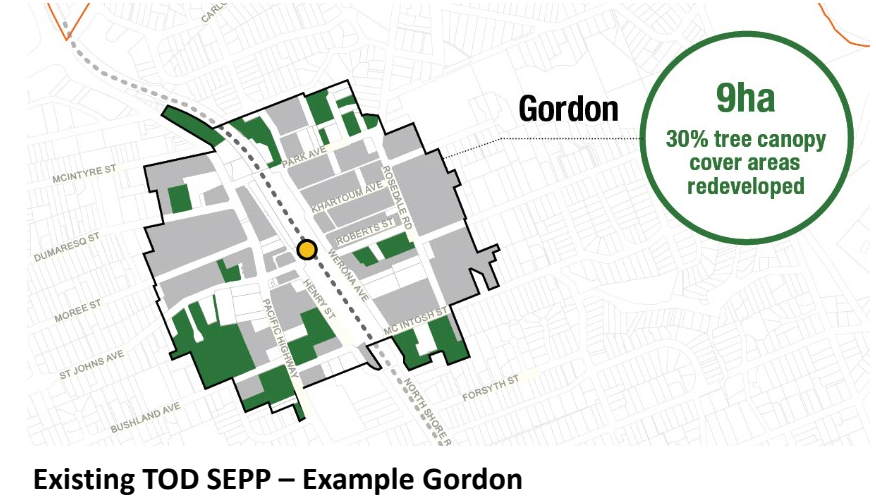 CARLO
Gordon
9ha
30% tree canopy
cover areas
redeveloped
MCINTYRE ST
PARK AVE
KHARTOUM AVE
ROSEDALE RD
DUMARESQ ST
ROBERTS ST
WERONA AVE
MOREE ST
HENRY ST
PACIFIC HIGHWAY
MC INTOSH ST
ST JOHNS AVE
FORSYTH ST
BUSHLAND AVE
NORTH SHORE R
Existing TOD SEPP – Example Gordon